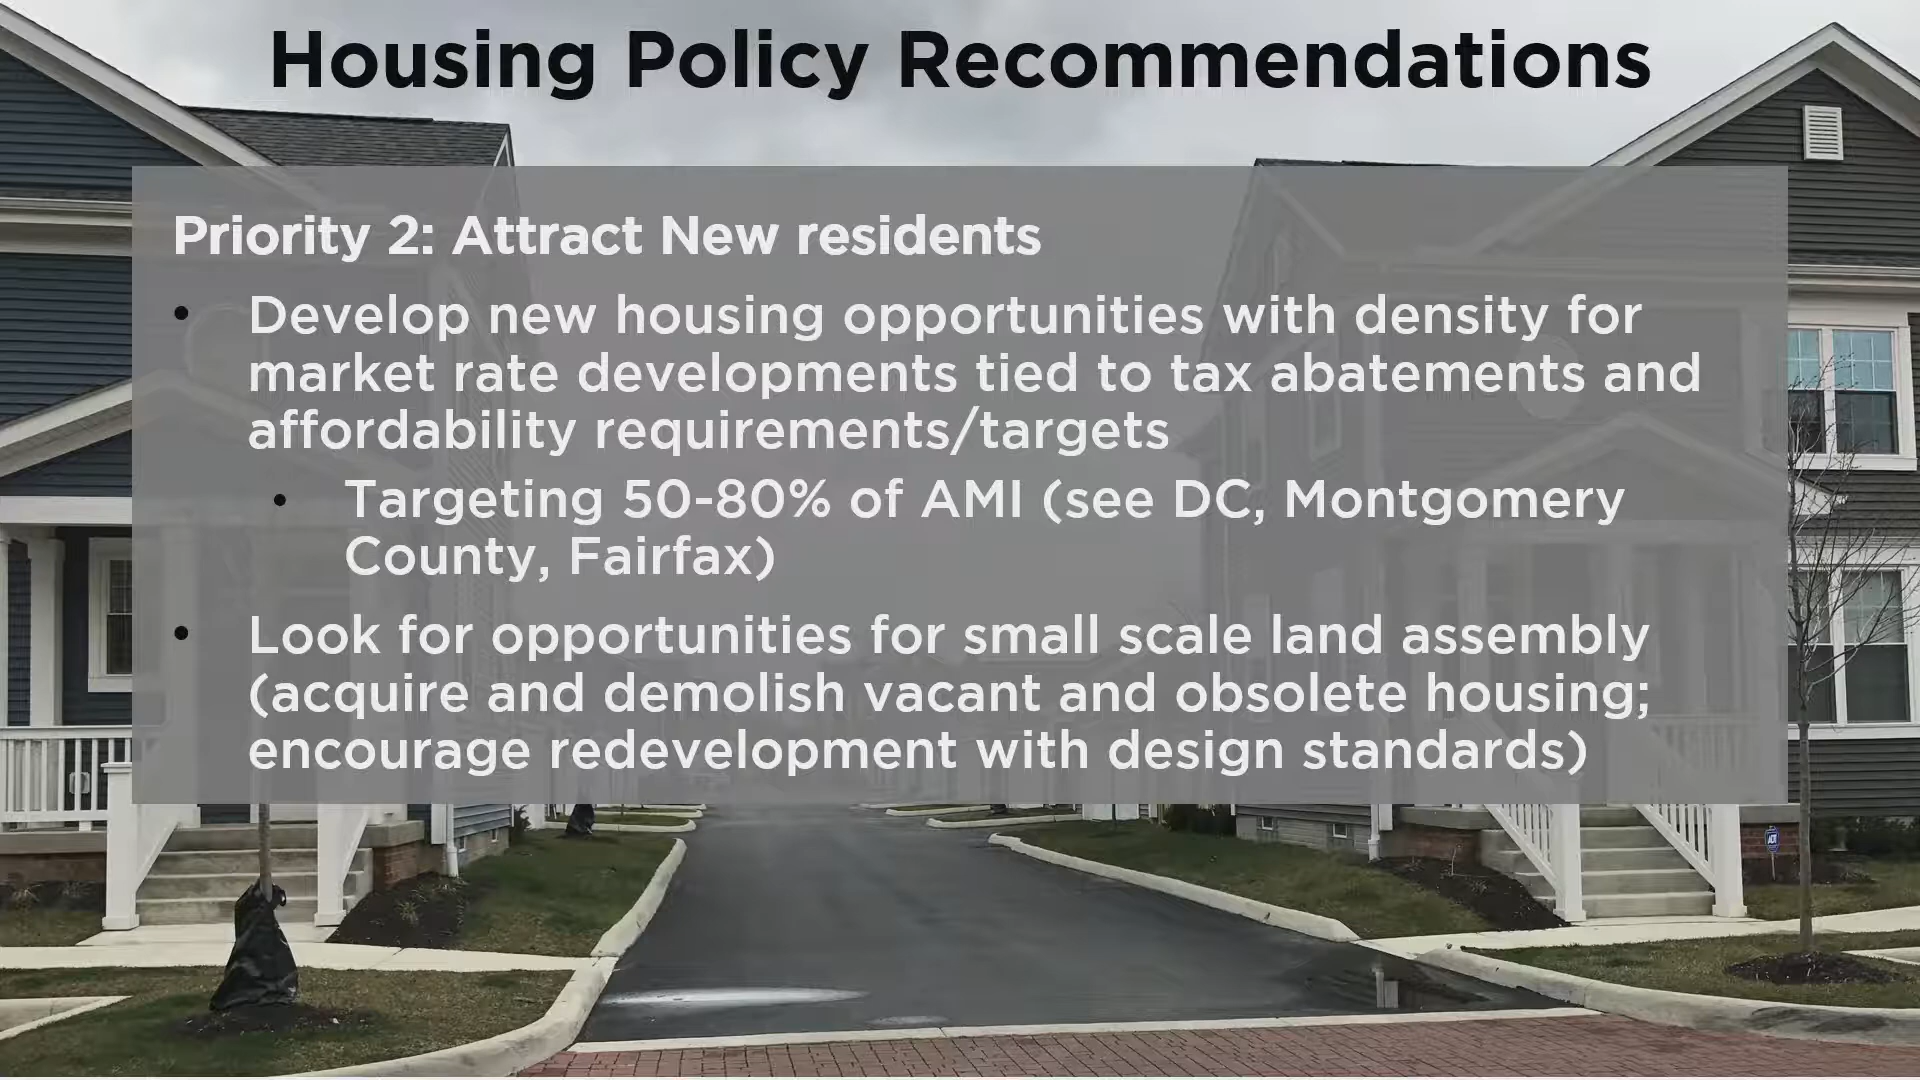 Housing Policy Recommendations
Priority 2: Attract New residents
• Develop new housing opportunities with density for
market rate developments tied to tax abatements and
affordability requirements/targets
• Targeting 50-80% of AMI (see DC, Montgomery
County, Fairfax)
• Look for opportunities for small scale land assembly
(acquire and demolish vacant and obsolete housing;
encourage redevelopment with design standards)
ADT